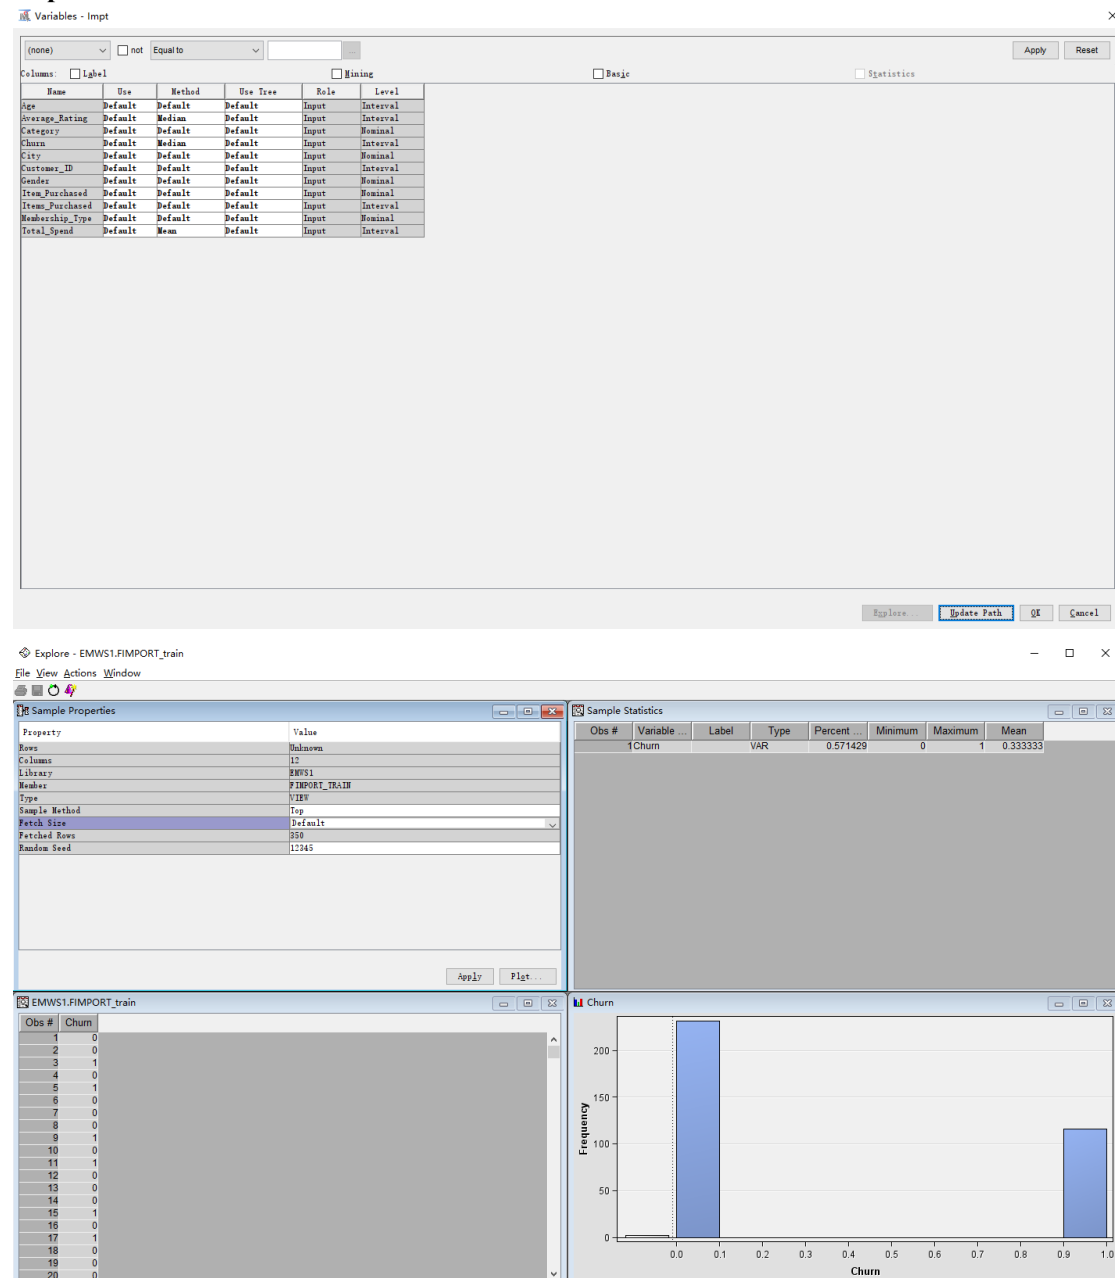 Variables - Impt
(none) not Equal to ... Apply Reset
Columns: Label Mining Basic Statistics
Name Use Method Use Tree Role Level
Age Default Default Default Input Interval
Average_Rating Default Median Default Input Interval
Category Default Default Default Input Nominal
Churn Default Median Default Input Interval
City Default Default Default Input Nominal
Customer_ID Default Default Default Input Interval
Gender Default Default Default Input Nominal
Item_Purchased Default Default Default Input Nominal
Items_Purchased Default Default Default Input Interval
Membership_Type Default Default Default Input Nominal
Total_Spend Default Mean Default Input Interval
Explore... Update Path OK Cancel
Explore - EMWS1.FIMPORT_train
File View Actions Window
Sample Properties
Property Value
Rows Unknown
Columns 12
Library EMWS1
Member FIMPORT_TRAIN
Type VIEW
Sample Method Top
Fetch Size Default
Fetched Rows 350
Random Seed 12345
Apply Plot...
Sample Statistics
Obs # Variable ... Label Type Percent ... Minimum Maximum Mean
1 Churn VAR 0.571429 0 1 0.333333
EMWS1.FIMPORT_train
Obs # Churn
1 0
2 0
3 1
4 0
5 1
6 0
7 0
8 0
9 1
10 0
11 1
12 0
13 0
14 0
15 1
16 0
17 1
18 0
19 0
20 0
Churn
Frequency
200
150
100
50
0
0.0 0.1 0.2 0.3 0.4 0.5 0.6 0.7 0.8 0.9 1.0
Churn